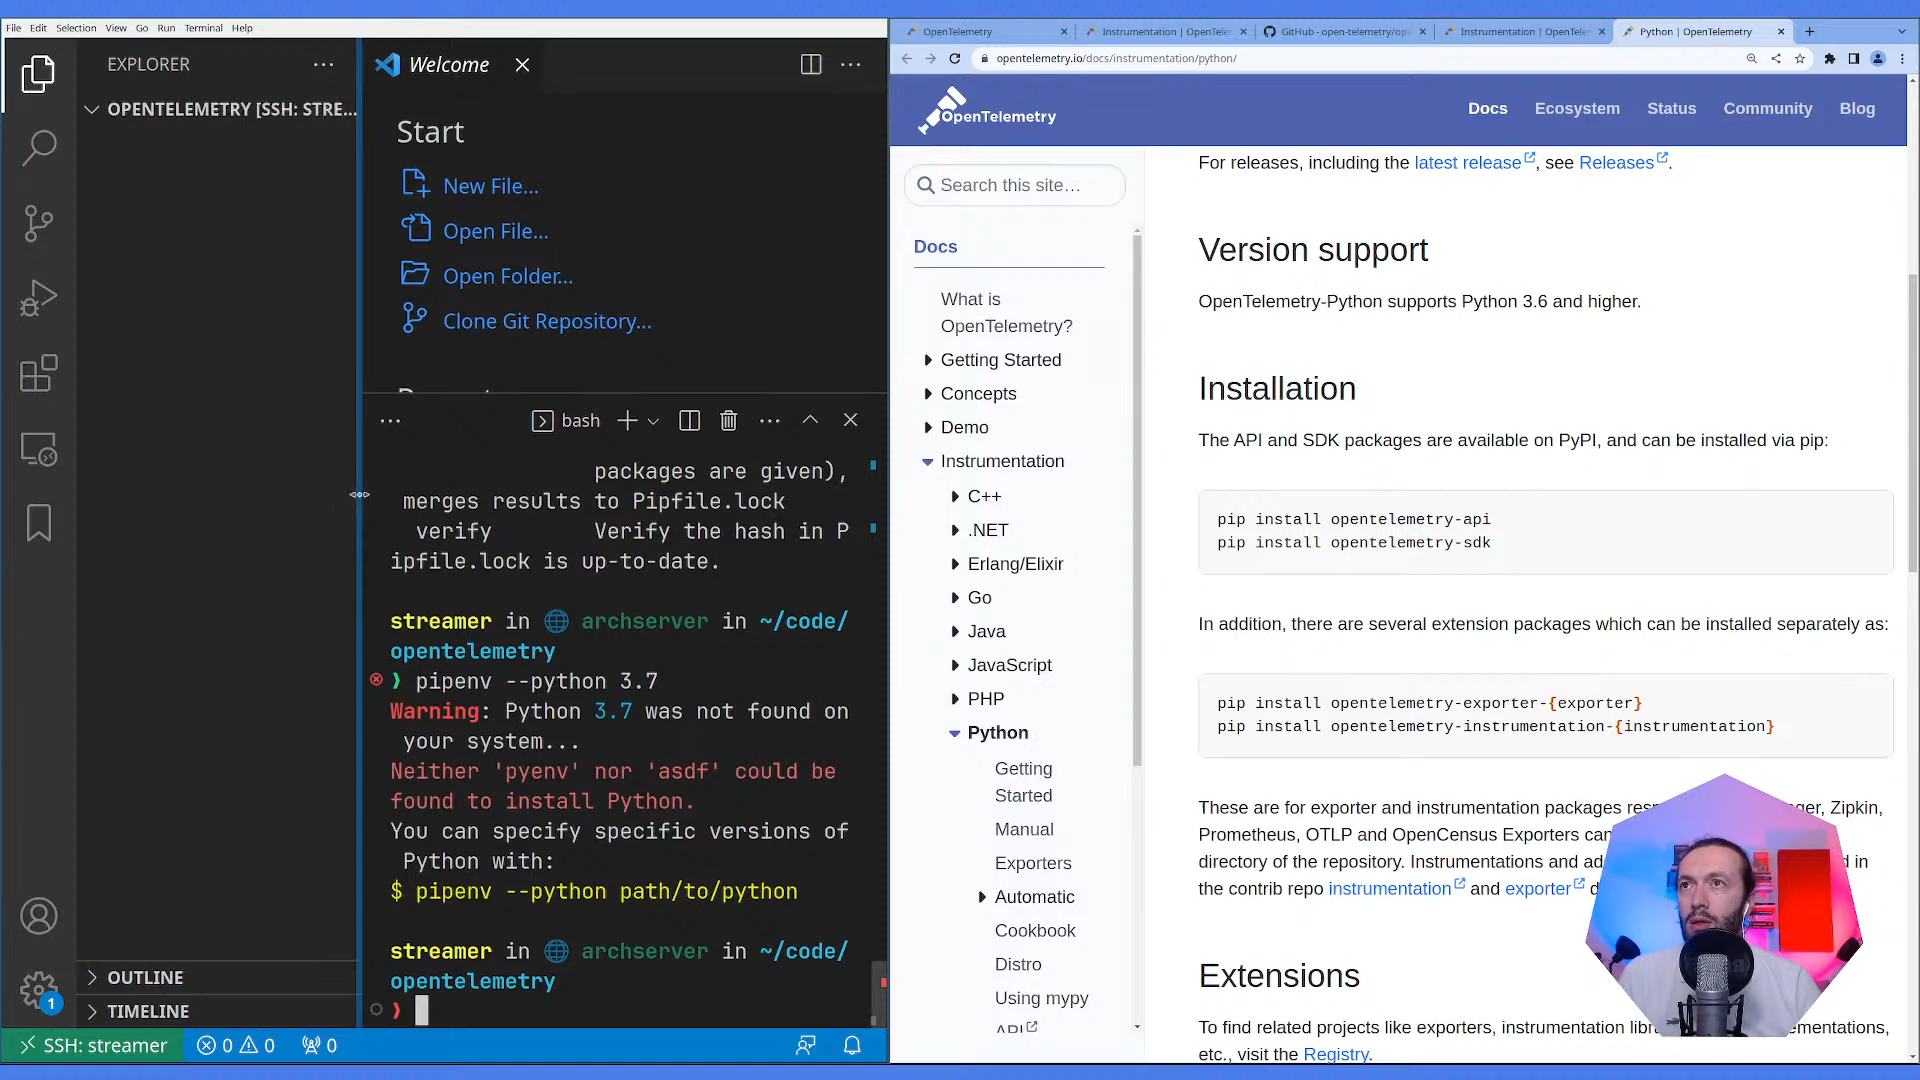 File Edit Selection View Go Run Terminal Help
EXPLORER
OPENTELEMETRY [SSH: STRE...
Welcome
Start
New File...
Open File...
Open Folder...
Clone Git Repository...
bash
packages are given),
merges results to Pipfile.lock
verify Verify the hash in P
ipfile.lock is up-to-date.
streamer in archserver in ~/code/
opentelemetry
❯ pipenv --python 3.7
Warning: Python 3.7 was not found on
your system...
Neither 'pyenv' nor 'asdf' could be
found to install Python.
You can specify specific versions of
Python with:
$ pipenv --python path/to/python
streamer in archserver in ~/code/
opentelemetry
❯
OUTLINE
TIMELINE
1
SSH: streamer 0 0 0
OpenTelemetry
Instrumentation | OpenTele
GitHub - open-telemetry/op
Instrumentation | OpenTele
Python | OpenTelemetry
opentelemetry.io/docs/instrumentation/python/
OpenTelemetry
Docs Ecosystem Status Community Blog
Search this site…
Docs
What is
OpenTelemetry?
Getting Started
Concepts
Demo
Instrumentation
C++
.NET
Erlang/Elixir
Go
Java
JavaScript
PHP
Python
Getting
Started
Manual
Exporters
Automatic
Cookbook
Distro
Using mypy
API
For releases, including the latest release, see Releases.
Version support
OpenTelemetry-Python supports Python 3.6 and higher.
Installation
The API and SDK packages are available on PyPI, and can be installed via pip:
pip install opentelemetry-api
pip install opentelemetry-sdk
In addition, there are several extension packages which can be installed separately as:
pip install opentelemetry-exporter-{exporter}
pip install opentelemetry-instrumentation-{instrumentation}
These are for exporter and instrumentation packages Zipkin,
Prometheus, OTLP and OpenCensus Exporters can
directory of the repository. Instrumentations and in
the contrib repo instrumentation and exporter
Extensions
To find related projects like exporters, instrumentation
etc., visit the Registry.